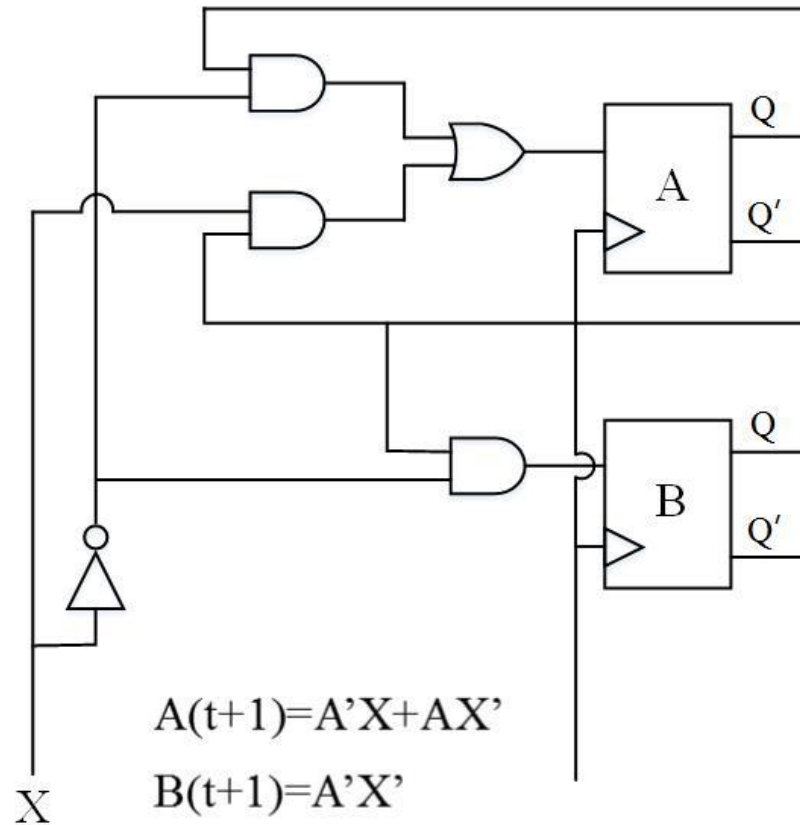 Q
A
Q′
Q
B
Q′
A(t+1)=A’X+AX’
B(t+1)=A’X’
X